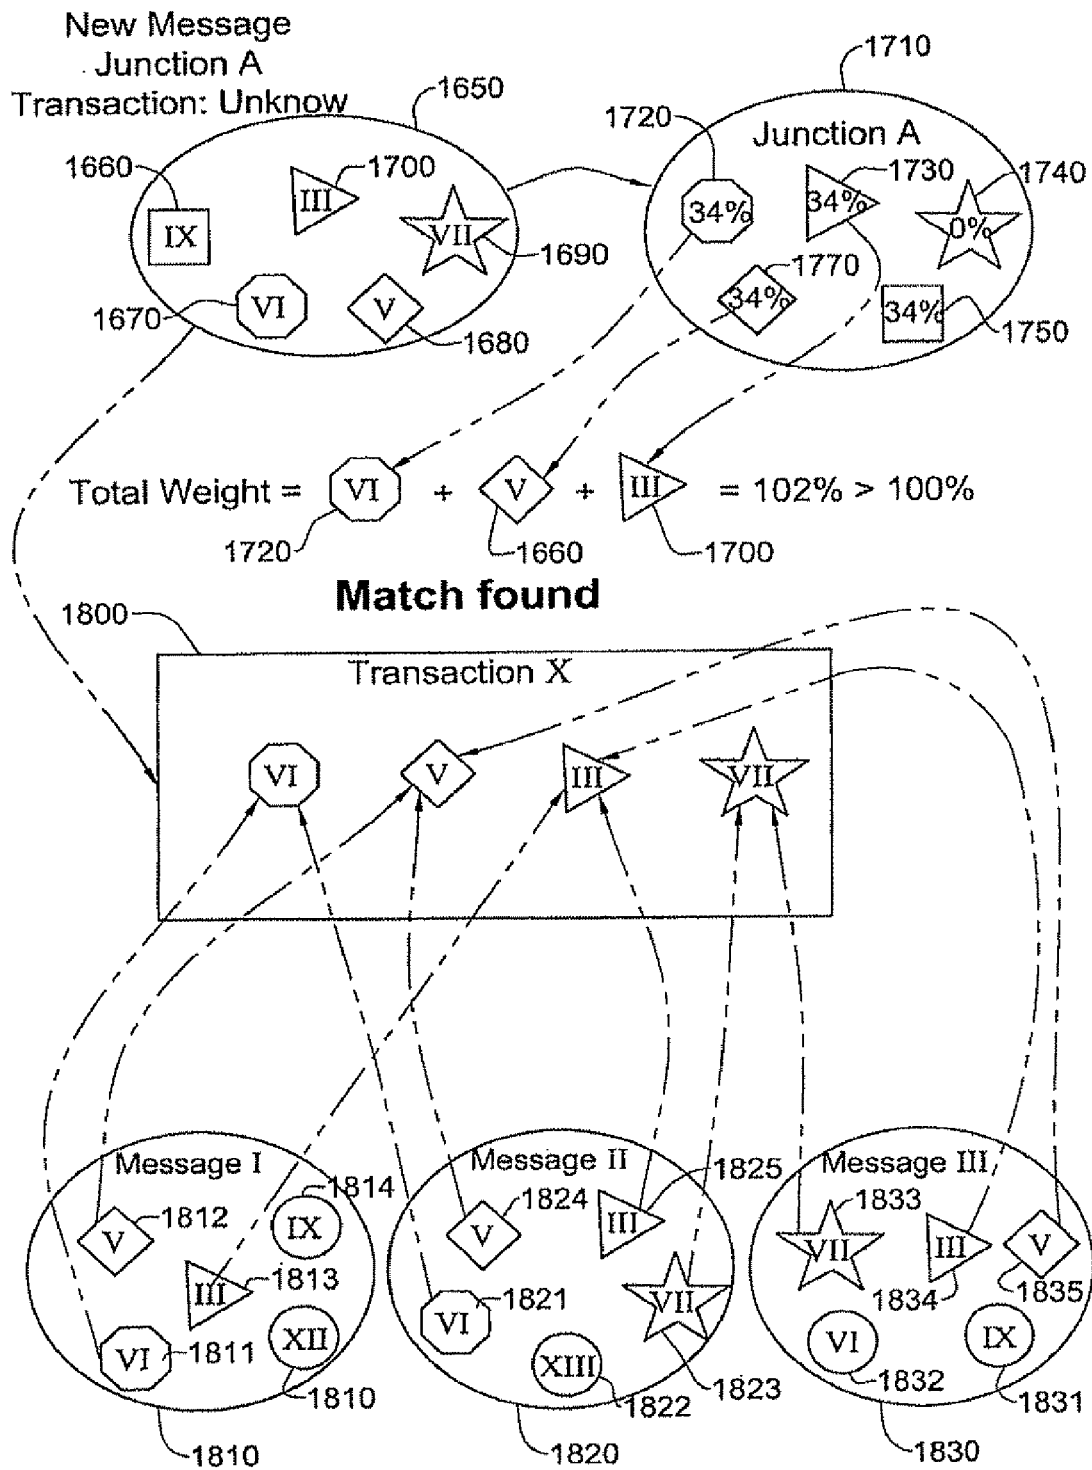 New Message
Junction A
Transaction: Unknow
1650
1710
1720
Junction A
1660
1700
1730
1740
III
34%
34%
IX
VII
0%
1690
1770
1670
VI
V
34%
34%
1680
1750
Total Weight = VI + V + III = 102% > 100%
1720
1660
1700
Match found
1800
Transaction X
VI
V
III
VII
Message I
Message II
1825
Message III
1814
1833
1812
IX
1824
V
III
V
III
VII
III
V
1813
1821
1834
1835
VI
1811
XII
VI
VII
VI
IX
XIII
1810
1822
1823
1832
1831
1810
1820
1830